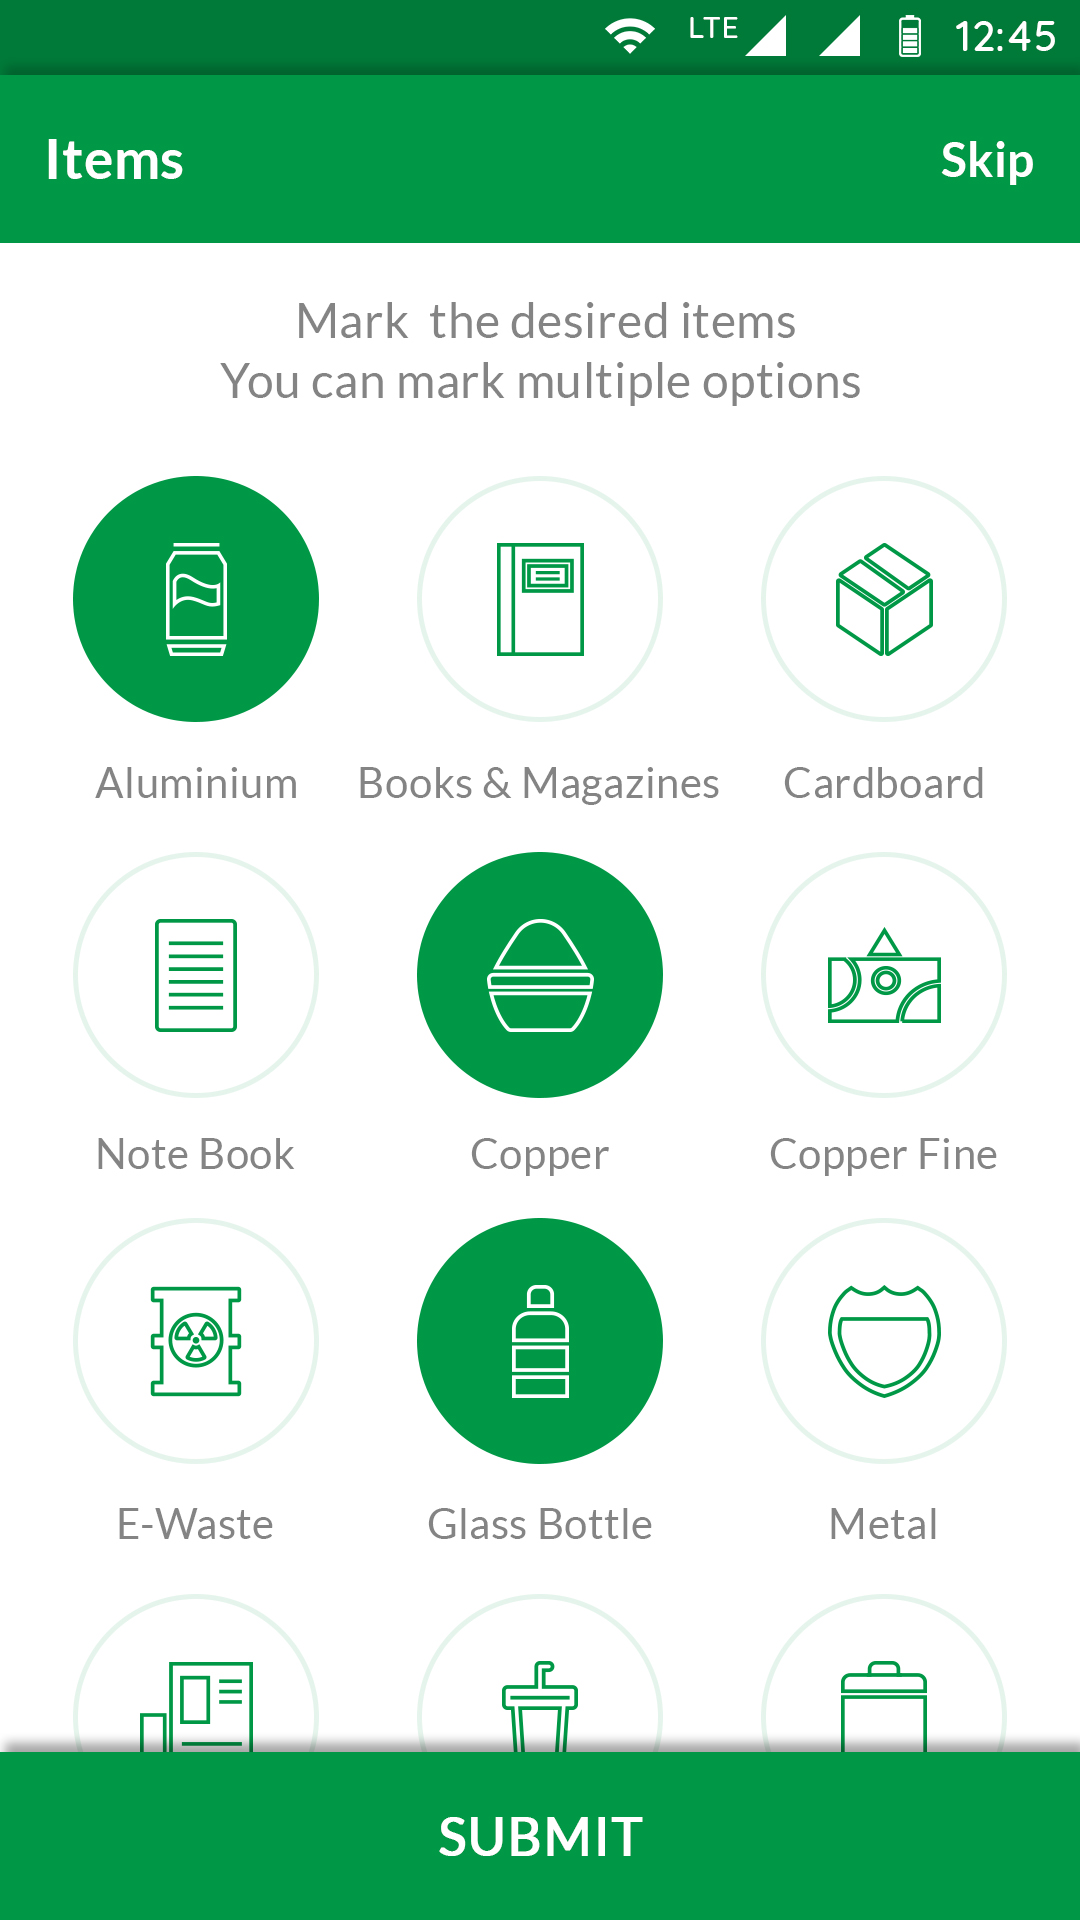 LTE 12:45
Items Skip
Mark the desired items
You can mark multiple options
Aluminium Books & Magazines Cardboard
Note Book Copper Copper Fine
E-Waste Glass Bottle Metal
SUBMIT